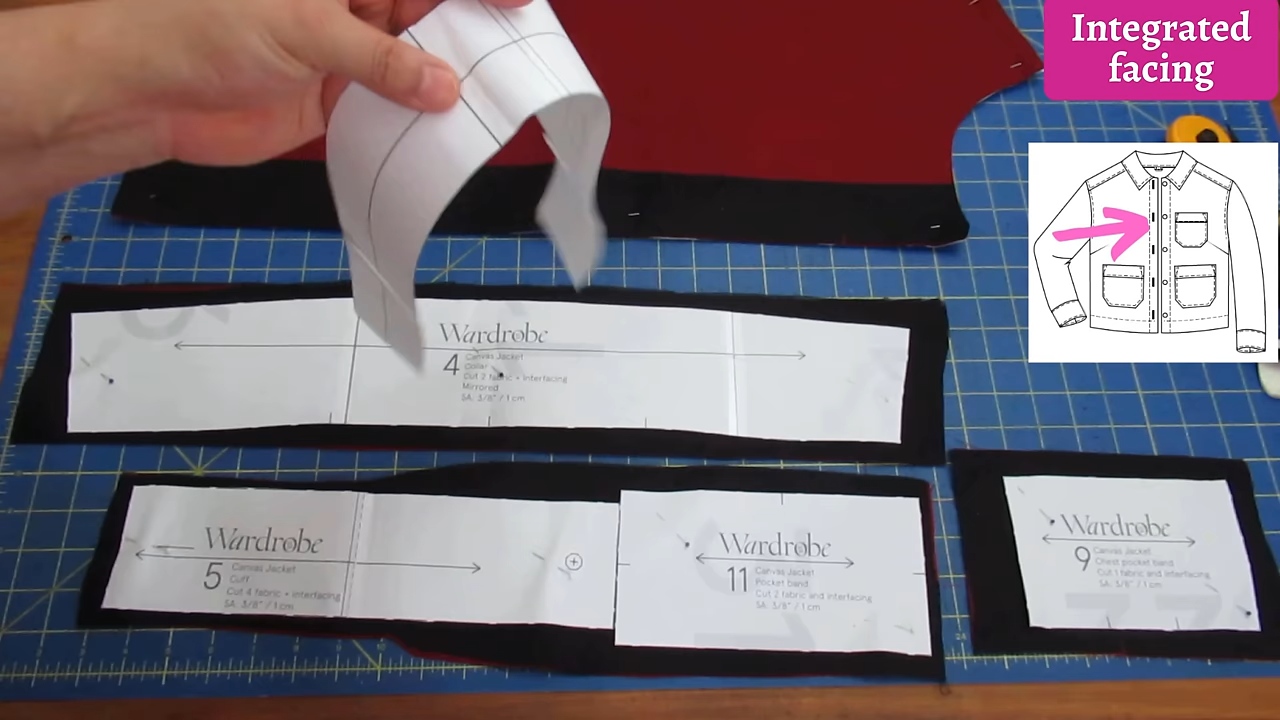 Integrated
facing
Wardrobe
4
Canvas Jacket
Collar
Cut 2 fabric + interfacing
Mirrored
SA: 3/8" / 1 cm
Wardrobe
5
Canvas Jacket
Cuff
Cut 4 fabric + interfacing
SA: 3/8" / 1 cm
Wardrobe
11
Canvas Jacket
Pocket band
Cut 2 fabric and interfacing
SA: 3/8" / 1 cm
Wardrobe
9
Canvas Jacket
Chest pocket band
Cut 1 fabric and interfacing
SA: 3/8" / 1 cm